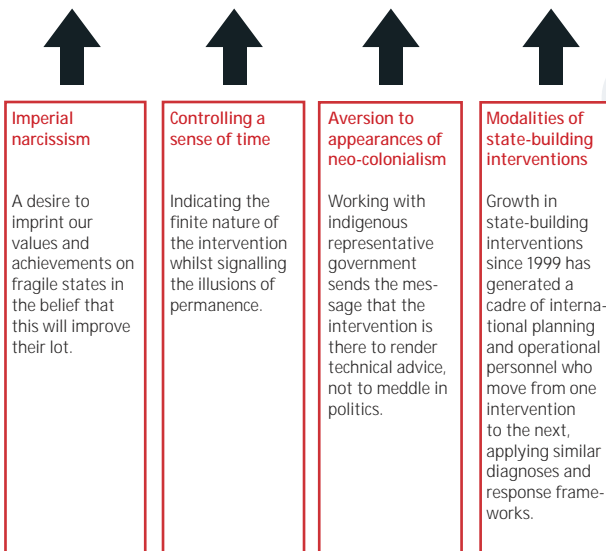 Imperial
narcissism
A desire to
imprint our
values and
achievements on
fragile states in
the belief that
this will improve
their lot.
Controlling a
sense of time
Indicating the
finite nature of
the intervention
whilst signalling
the illusions of
permanence.
Aversion to
appearances of
neo-colonialism
Working with
indigenous
representative
government
sends the mes-
sage that the
intervention is
there to render
technical advice,
not to meddle in
politics.
Modalities of
state-building
interventions
Growth in
state-building
interventions
since 1999 has
generated a
cadre of interna-
tional planning
and operational
personnel who
move from one
intervention
to the next,
applying similar
diagnoses and
response frame-
works.